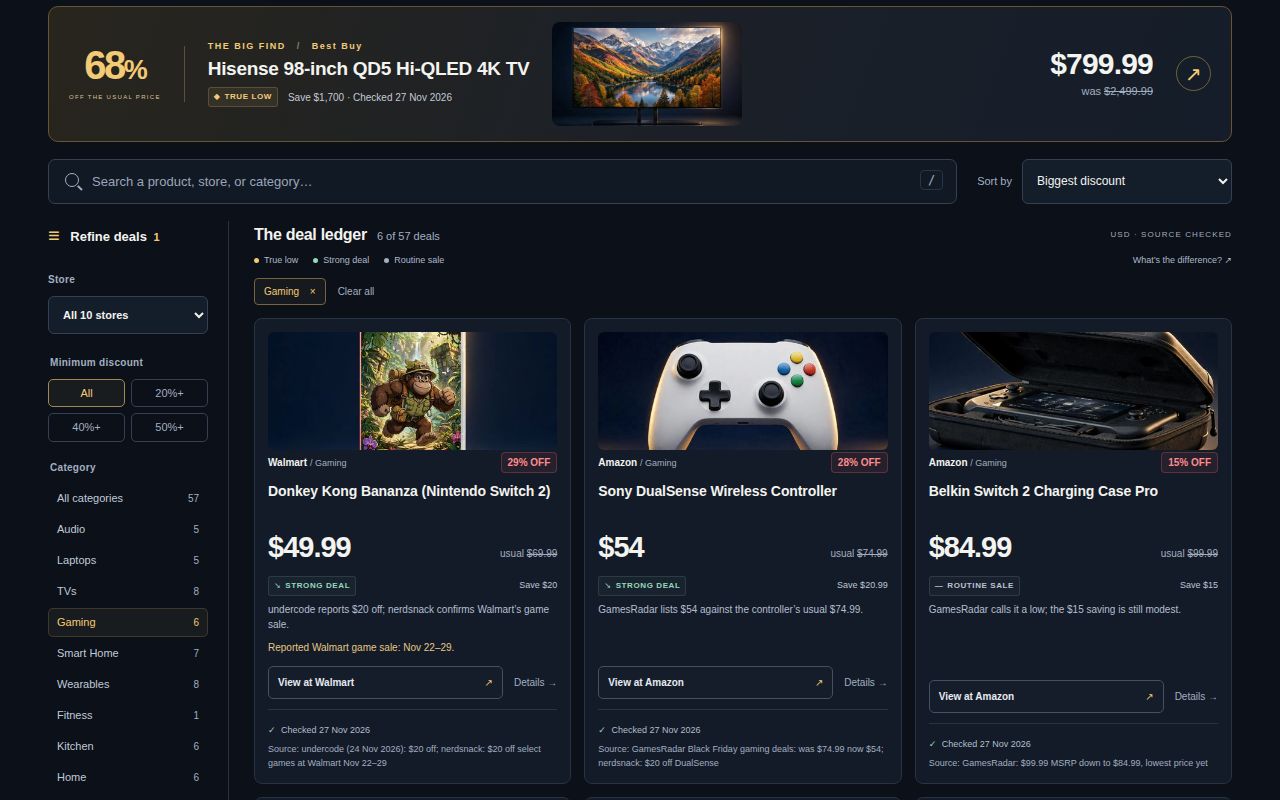 68%
OFF THE USUAL PRICE
THE BIG FIND / Best Buy
Hisense 98-inch QD5 Hi-QLED 4K TV
◆ TRUE LOW Save $1,700 · Checked 27 Nov 2026
$799.99
was $2,499.99
↗
Search a product, store, or category…
/
Sort by
Biggest discount
☰ Refine deals 1
Store
All 10 stores
Minimum discount
All
20%+
40%+
50%+
Category
All categories 57
Audio 5
Laptops 5
TVs 8
Gaming 6
Smart Home 7
Wearables 8
Fitness 1
Kitchen 6
Home 6
The deal ledger 6 of 57 deals
USD · SOURCE CHECKED
True low
Strong deal
Routine sale
What's the difference? ↗
Gaming ×
Clear all
Walmart / Gaming
29% OFF
Donkey Kong Bananza (Nintendo Switch 2)
$49.99
usual $69.99
↘ STRONG DEAL
Save $20
undercode reports $20 off; nerdsnack confirms Walmart's game
sale.
Reported Walmart game sale: Nov 22–29.
View at Walmart ↗
Details →
✓ Checked 27 Nov 2026
Source: undercode (24 Nov 2026): $20 off; nerdsnack: $20 off select
games at Walmart Nov 22–29
Amazon / Gaming
28% OFF
Sony DualSense Wireless Controller
$54
usual $74.99
↘ STRONG DEAL
Save $20.99
GamesRadar lists $54 against the controller's usual $74.99.
View at Amazon ↗
Details →
✓ Checked 27 Nov 2026
Source: GamesRadar Black Friday gaming deals: was $74.99 now $54;
nerdsnack: $20 off DualSense
Amazon / Gaming
15% OFF
Belkin Switch 2 Charging Case Pro
$84.99
usual $99.99
— ROUTINE SALE
Save $15
GamesRadar calls it a low; the $15 saving is still modest.
View at Amazon ↗
Details →
✓ Checked 27 Nov 2026
Source: GamesRadar: $99.99 MSRP down to $84.99, lowest price yet